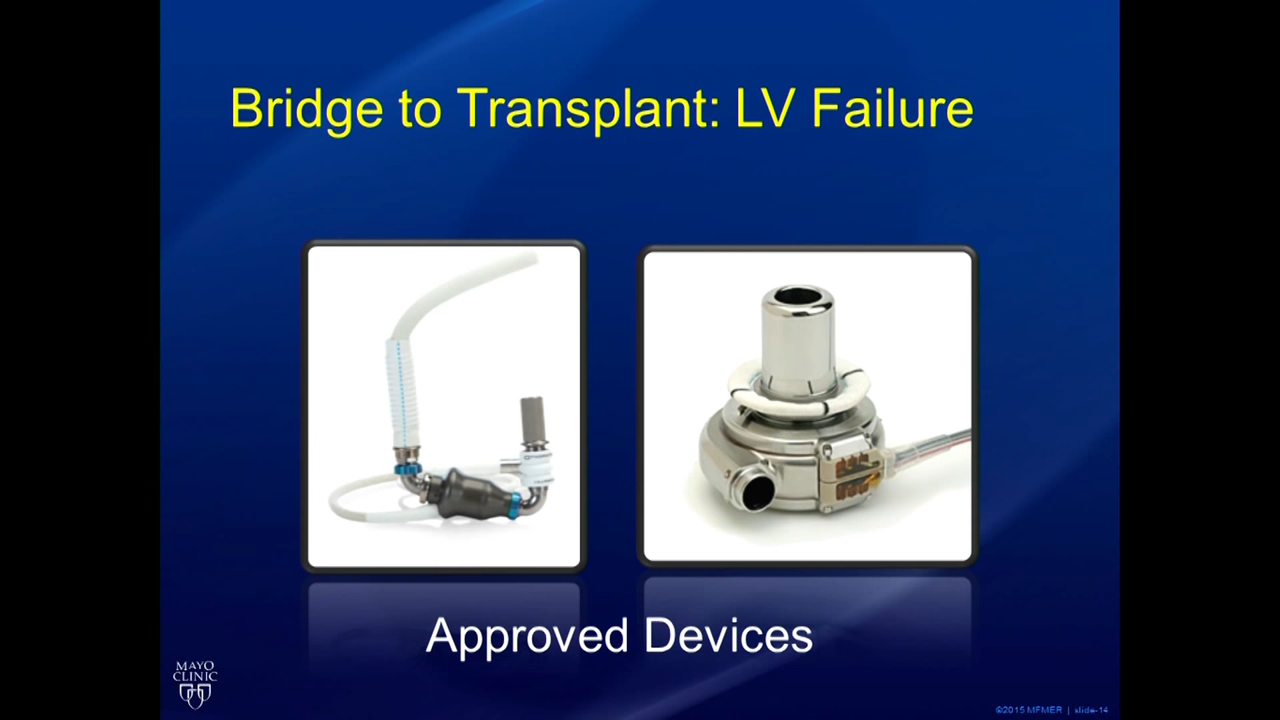 Bridge to Transplant: LV Failure
Approved Devices
MAYO
CLINIC
©2015 MFMER | slide-14